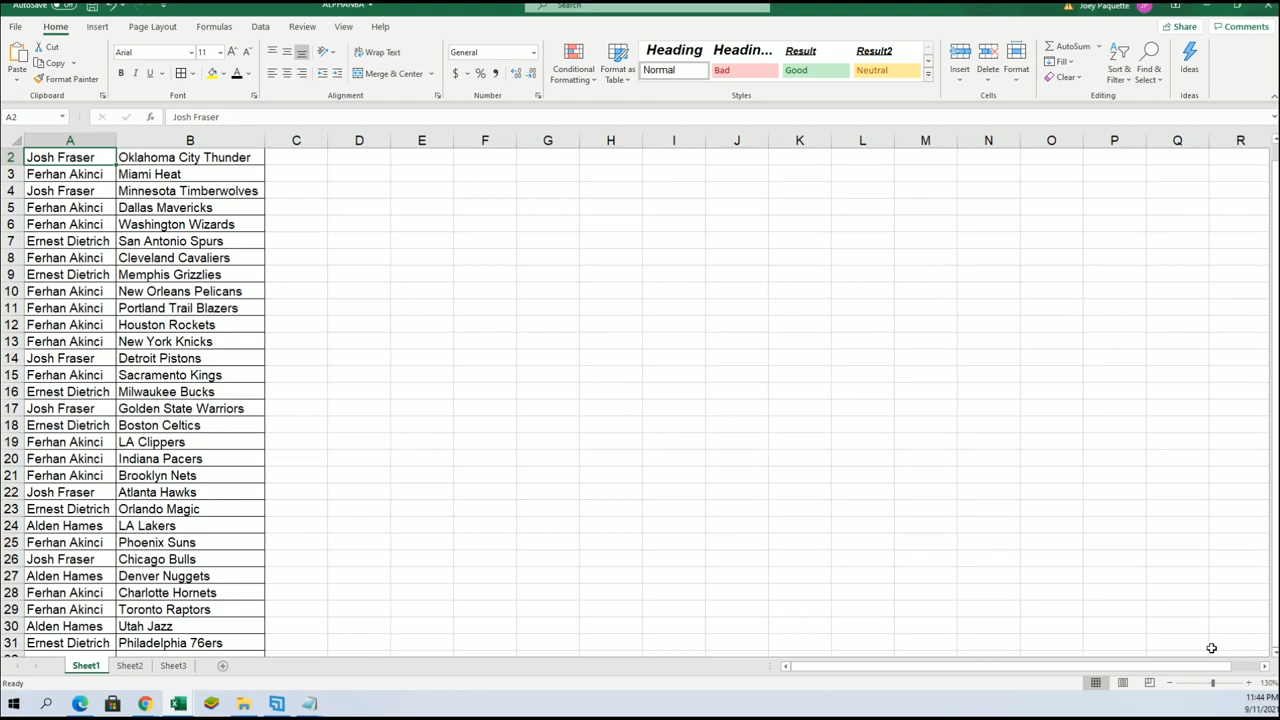 AutoSave Off ALPHANBA Search Joey Paquette JP
File Home Insert Page Layout Formulas Data Review View Help Share Comments
Paste Cut Copy Format Painter Clipboard
Arial 11 A A B I U A Font
Wrap Text Merge & Center Alignment
General $ % Number
Conditional Formatting Format as Table
Heading Headin... Result Result2
Normal Bad Good Neutral
Styles
Insert Delete Format Cells
AutoSum Fill Clear Sort & Filter Find & Select Editing
Ideas Ideas
A2 fx Josh Fraser
A B C D E F G H I J K L M N O P Q R
2 Josh Fraser Oklahoma City Thunder
3 Ferhan Akinci Miami Heat
4 Josh Fraser Minnesota Timberwolves
5 Ferhan Akinci Dallas Mavericks
6 Ferhan Akinci Washington Wizards
7 Ernest Dietrich San Antonio Spurs
8 Ferhan Akinci Cleveland Cavaliers
9 Ernest Dietrich Memphis Grizzlies
10 Ferhan Akinci New Orleans Pelicans
11 Ferhan Akinci Portland Trail Blazers
12 Ferhan Akinci Houston Rockets
13 Ferhan Akinci New York Knicks
14 Josh Fraser Detroit Pistons
15 Ferhan Akinci Sacramento Kings
16 Ernest Dietrich Milwaukee Bucks
17 Josh Fraser Golden State Warriors
18 Ernest Dietrich Boston Celtics
19 Ferhan Akinci LA Clippers
20 Ferhan Akinci Indiana Pacers
21 Ferhan Akinci Brooklyn Nets
22 Josh Fraser Atlanta Hawks
23 Ernest Dietrich Orlando Magic
24 Alden Hames LA Lakers
25 Ferhan Akinci Phoenix Suns
26 Josh Fraser Chicago Bulls
27 Alden Hames Denver Nuggets
28 Ferhan Akinci Charlotte Hornets
29 Ferhan Akinci Toronto Raptors
30 Alden Hames Utah Jazz
31 Ernest Dietrich Philadelphia 76ers
Sheet1 Sheet2 Sheet3
Ready 130%
11:44 PM